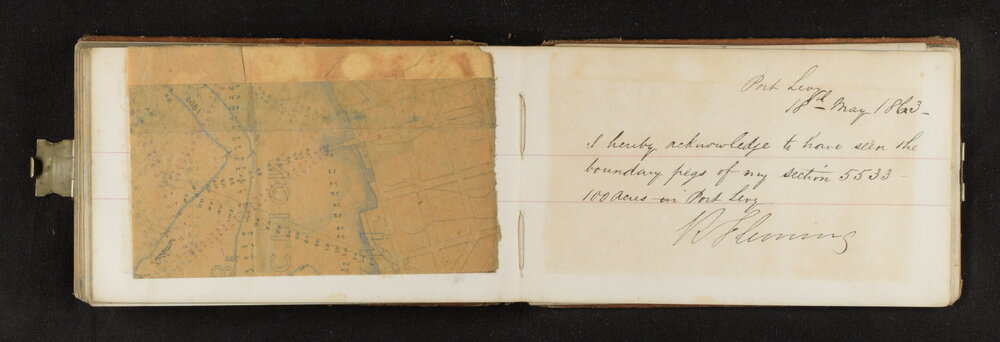 Port Levy
18th May 1863-
I hereby acknowledge to have seen the
boundary pegs of my section 5533-
100 acres in Port Levy
Fleming